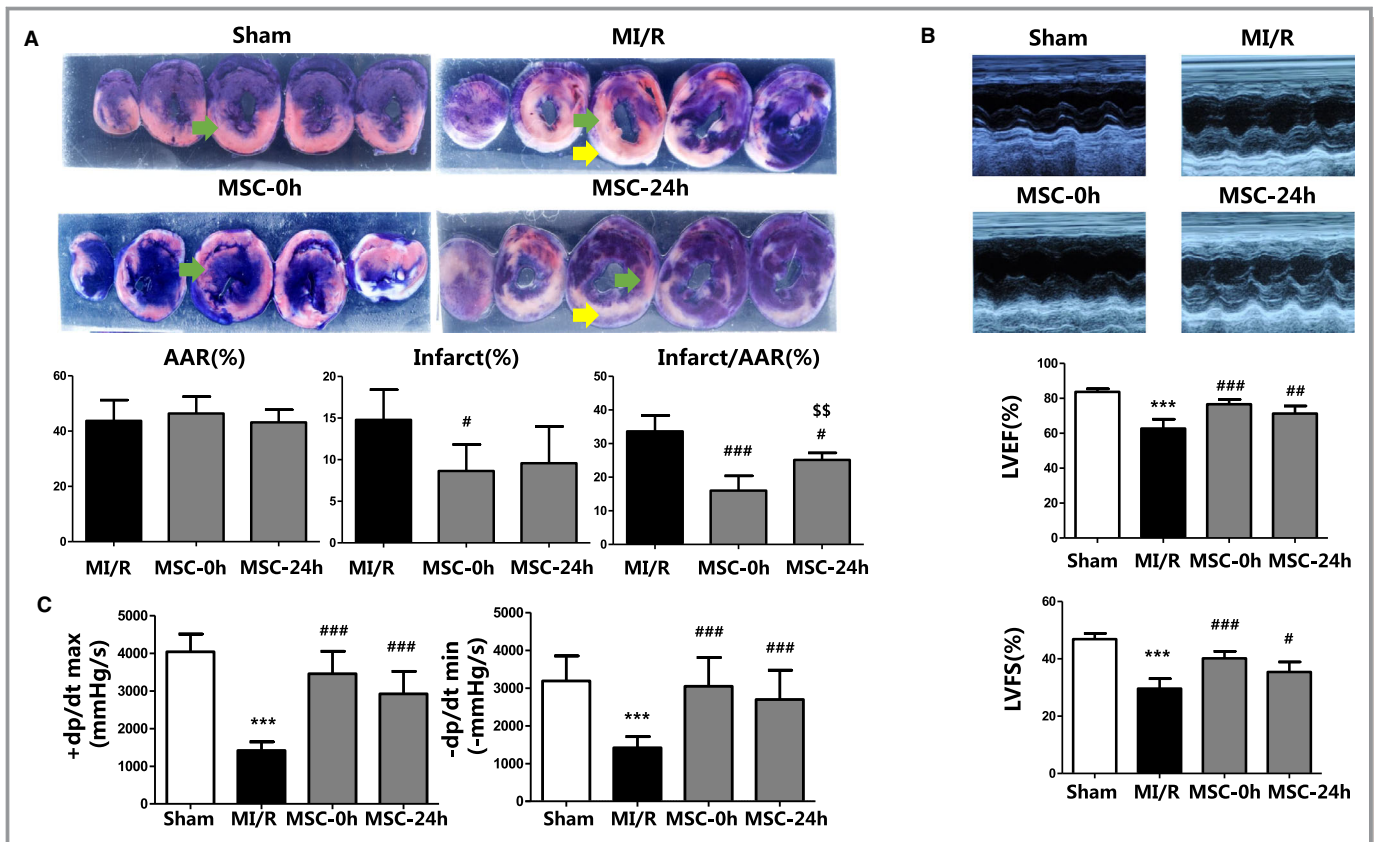 A
Sham
MI/R
MSC-0h
MSC-24h
AAR(%)
60
40
20
0
MI/R
MSC-0h
MSC-24h
Infarct(%)
20
15
10
5
0
#
MI/R
MSC-0h
MSC-24h
Infarct/AAR(%)
50
40
30
20
10
0
###
$$
#
MI/R
MSC-0h
MSC-24h
B
Sham
MI/R
MSC-0h
MSC-24h
LVEF(%)
100
80
60
40
20
0
***
###
##
Sham
MI/R
MSC-0h
MSC-24h
LVFS(%)
60
40
20
0
***
###
#
Sham
MI/R
MSC-0h
MSC-24h
C
+dp/dt max
(mmHg/s)
5000
4000
3000
2000
1000
0
***
###
###
Sham
MI/R
MSC-0h
MSC-24h
-dp/dt min
(-mmHg/s)
5000
4000
3000
2000
1000
0
***
###
###
Sham
MI/R
MSC-0h
MSC-24h